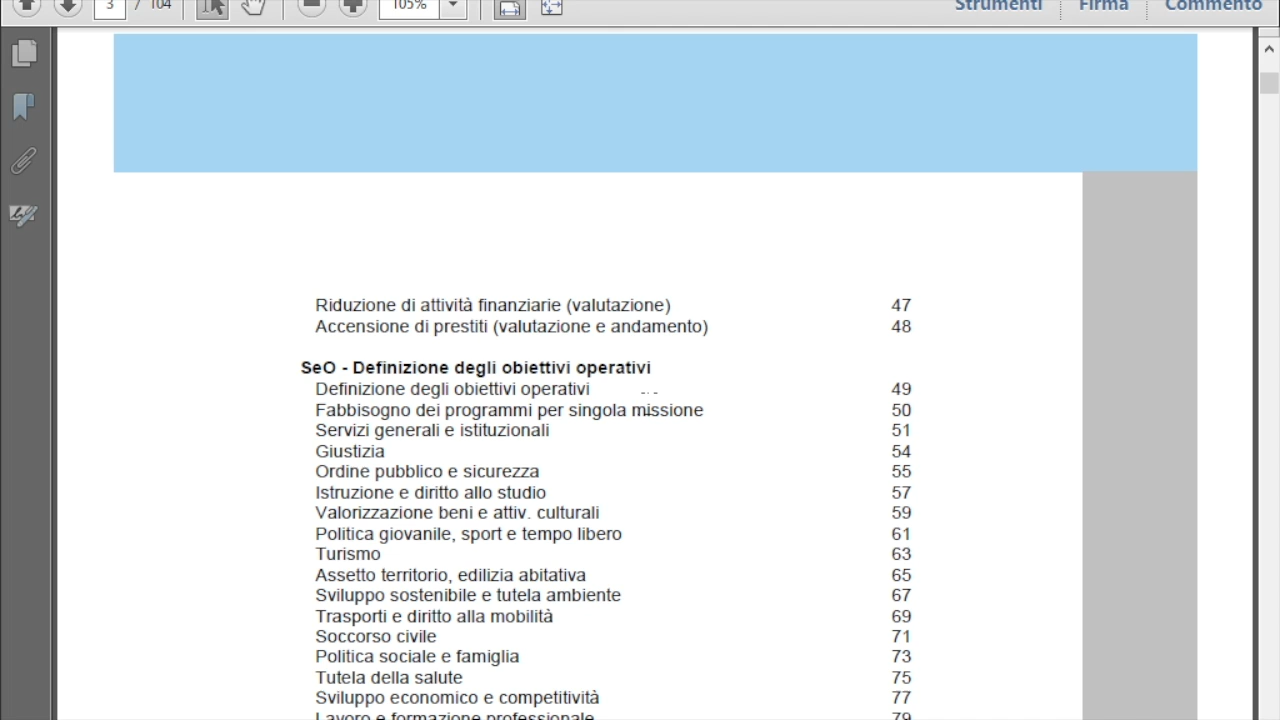 3 / 104 105% Strumenti Firma Commento
Riduzione di attività finanziarie (valutazione) 47
Accensione di prestiti (valutazione e andamento) 48
SeO - Definizione degli obiettivi operativi
Definizione degli obiettivi operativi 49
Fabbisogno dei programmi per singola missione 50
Servizi generali e istituzionali 51
Giustizia 54
Ordine pubblico e sicurezza 55
Istruzione e diritto allo studio 57
Valorizzazione beni e attiv. culturali 59
Politica giovanile, sport e tempo libero 61
Turismo 63
Assetto territorio, edilizia abitativa 65
Sviluppo sostenibile e tutela ambiente 67
Trasporti e diritto alla mobilità 69
Soccorso civile 71
Politica sociale e famiglia 73
Tutela della salute 75
Sviluppo economico e competitività 77
Lavoro e formazione professionale 79